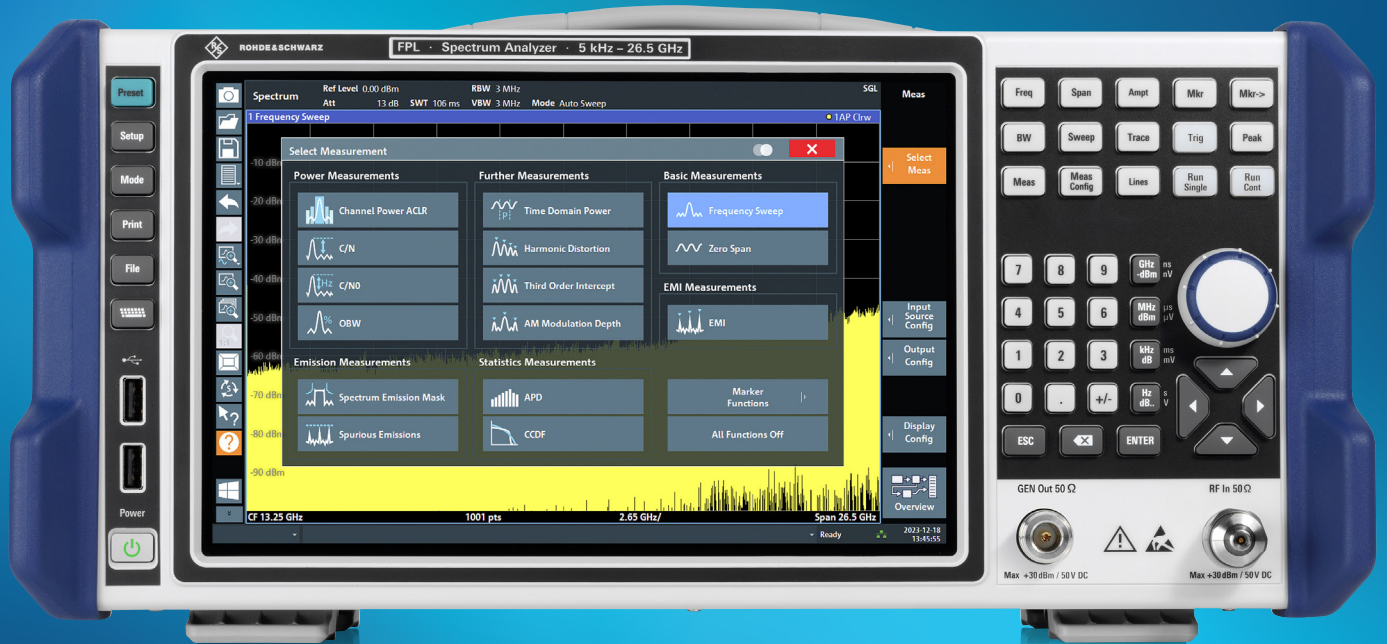 ROHDE&SCHWARZ
FPL · Spectrum Analyzer · 5 kHz – 26.5 GHz
Preset
Setup
Mode
Print
File
Power
Spectrum
Ref Level 0.00 dBm RBW 3 MHz SGL
Att 13 dB SWT 106 ms VBW 3 MHz Mode Auto Sweep
1 Frequency Sweep
1AP Clrw
Select Measurement
Power Measurements
Channel Power ACLR
C/N
Hz
C/N0
%
OBW
Further Measurements
P
Time Domain Power
Harmonic Distortion
Third Order Intercept
AM Modulation Depth
Basic Measurements
Frequency Sweep
Zero Span
EMI Measurements
EMI
Emission Measurements
Spectrum Emission Mask
Spurious Emissions
Statistics Measurements
APD
CCDF
Marker
Functions
All Functions Off
-10 dBm
-20 dBm
-30 dBm
-40 dBm
-50 dBm
-60 dBm
-70 dBm
-80 dBm
-90 dBm
CF 13.25 GHz 1001 pts 2.65 GHz/ Span 26.5 GHz
Ready
2023-12-18
13:45:55
Meas
Select
Meas
Input
Source
Config
Output
Config
Display
Config
Overview
Freq Span Ampt Mkr Mkr->
BW Sweep Trace Trig Peak
Meas Meas Config Lines Run Single Run Cont
7 8 9 GHz -dBm ns nV
4 5 6 MHz dBm µs µV
1 2 3 kHz dB ms mV
0 . +/- Hz dB.. s V
ESC ENTER
GEN Out 50 Ω RF In 50 Ω
Max +30 dBm / 50 V DC Max +30 dBm / 50 V DC